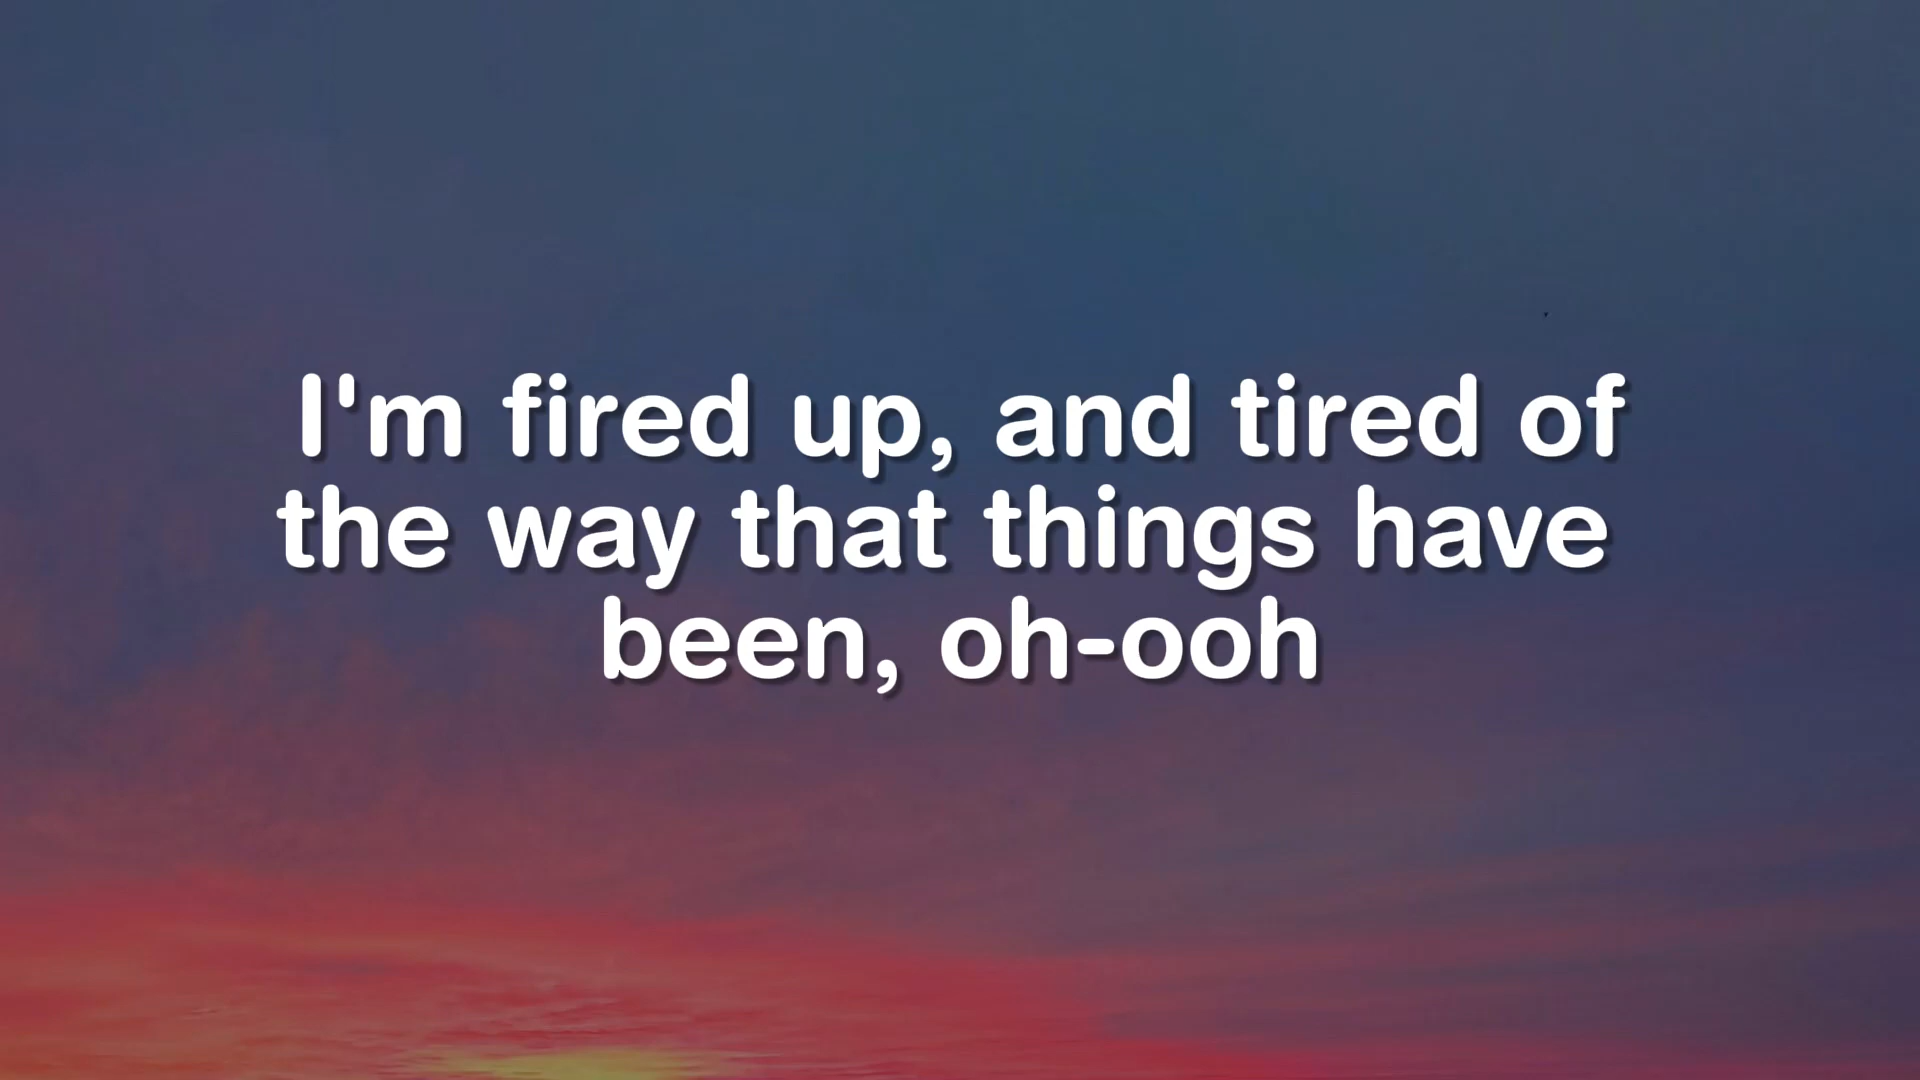 I'm fired up, and tired of
the way that things have
been, oh-ooh